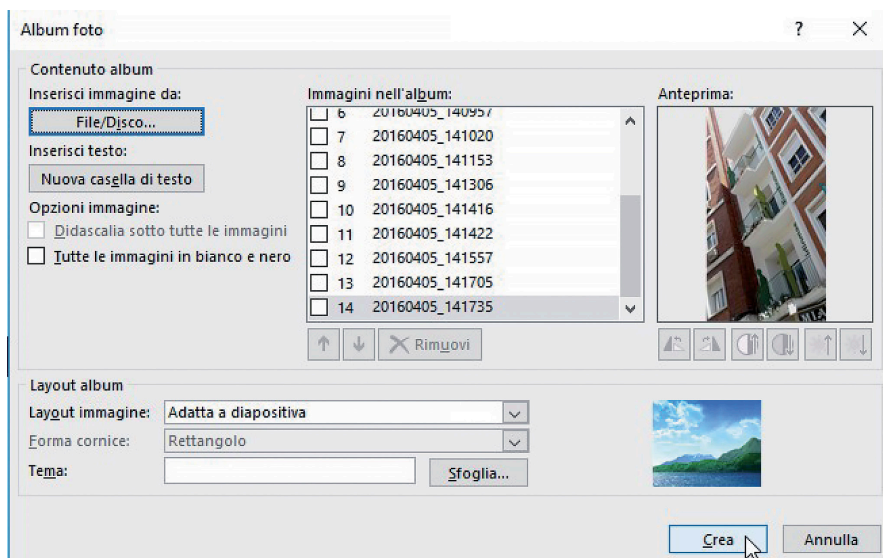 Album foto ? ×
Contenuto album
Inserisci immagine da:
File/Disco...
Inserisci testo:
Nuova casella di testo
Opzioni immagine:
Didascalia sotto tutte le immagini
Tutte le immagini in bianco e nero
Immagini nell'album:
6 20160405_140957
7 20160405_141020
8 20160405_141153
9 20160405_141306
10 20160405_141416
11 20160405_141422
12 20160405_141557
13 20160405_141705
14 20160405_141735
Rimuovi
Anteprima:
Layout album
Layout immagine: Adatta a diapositiva
Forma cornice: Rettangolo
Tema:
Sfoglia...
Crea Annulla